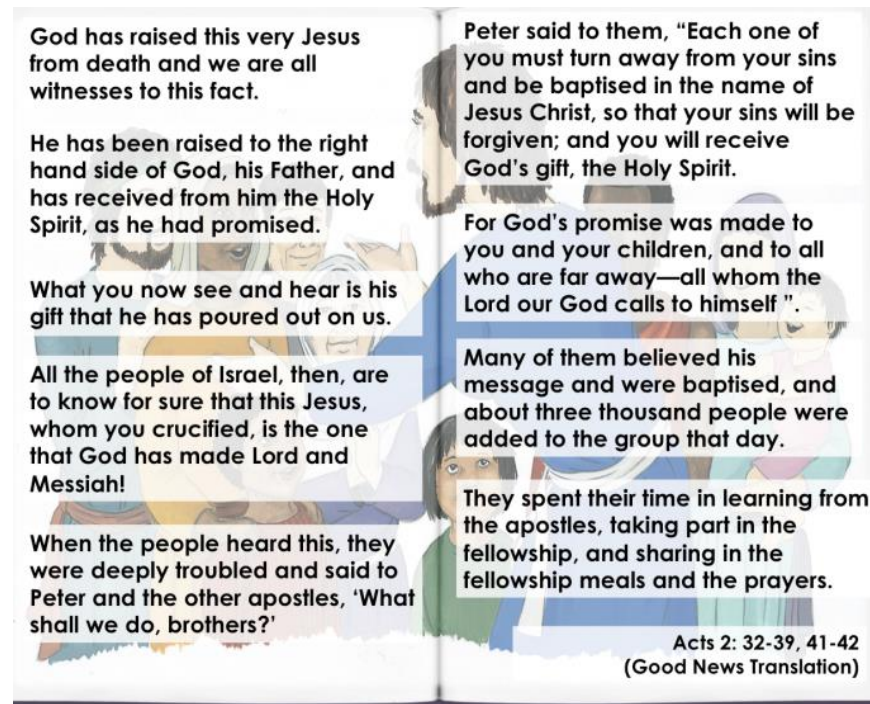 God has raised this very Jesus
from death and we are all
witnesses to this fact.
He has been raised to the right
hand side of God, his Father, and
has received from him the Holy
Spirit, as he had promised.
What you now see and hear is his
gift that he has poured out on us.
All the people of Israel, then, are
to know for sure that this Jesus,
whom you crucified, is the one
that God has made Lord and
Messiah!
When the people heard this, they
were deeply troubled and said to
Peter and the other apostles, ‘What
shall we do, brothers?’
Peter said to them, “Each one of
you must turn away from your sins
and be baptised in the name of
Jesus Christ, so that your sins will be
forgiven; and you will receive
God’s gift, the Holy Spirit.
For God’s promise was made to
you and your children, and to all
who are far away—all whom the
Lord our God calls to himself ”.
Many of them believed his
message and were baptised, and
about three thousand people were
added to the group that day.
They spent their time in learning from
the apostles, taking part in the
fellowship, and sharing in the
fellowship meals and the prayers.
Acts 2: 32-39, 41-42
(Good News Translation)